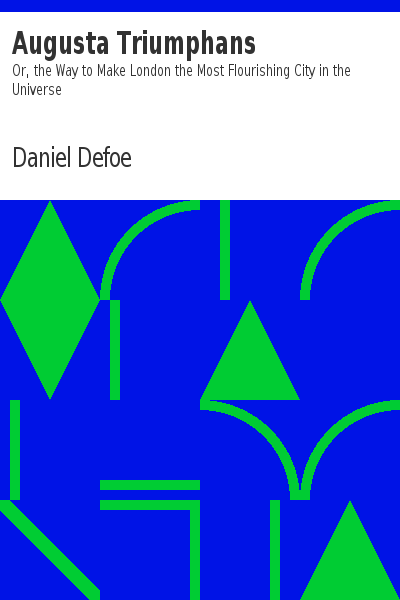 Augusta Triumphans
Or, the Way to Make London the Most Flourishing City in the
Universe
Daniel Defoe